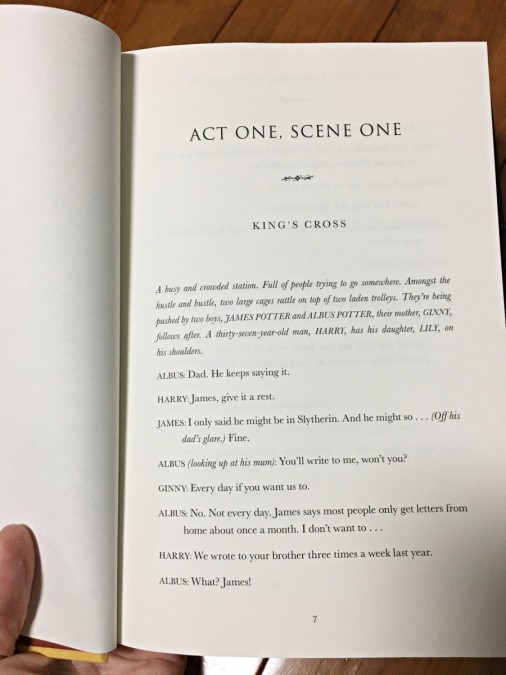 ACT ONE, SCENE ONE
KING'S CROSS
A busy and crowded station. Full of people trying to go somewhere. Amongst the
hustle and bustle, two large cages rattle on top of two laden trolleys. They're being
pushed by two boys, JAMES POTTER and ALBUS POTTER, their mother, GINNY,
follows after. A thirty-seven-year-old man, HARRY, has his daughter, LILY, on
his shoulders.
ALBUS: Dad. He keeps saying it.
HARRY: James, give it a rest.
JAMES: I only said he might be in Slytherin. And he might so . . . (Off his
dad's glare.) Fine.
ALBUS (looking up at his mum): You'll write to me, won't you?
GINNY: Every day if you want us to.
ALBUS: No. Not every day. James says most people only get letters from
home about once a month. I don't want to . . .
HARRY: We wrote to your brother three times a week last year.
ALBUS: What? James!
7